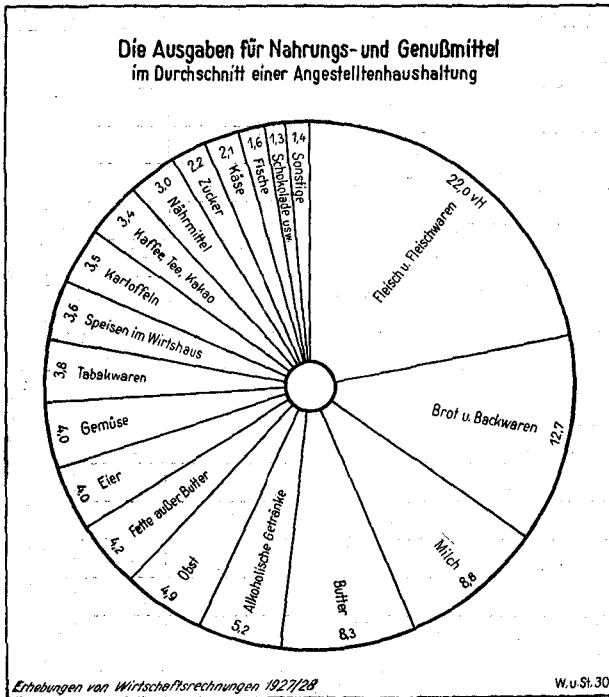 Die Ausgaben für Nahrungs- und Genußmittel
im Durchschnitt einer Angestelltenhaushaltung
22,0 vH
Fleisch u. Fleischwaren
Brot u. Backwaren
12,7
Milch
8,8
Butter
8,3
Alkoholische Getränke
5,2
Obst
4,9
Fette außer Butter
4,2
Eier
4,0
Gemüse
4,0
Tabakwaren
3,8
Speisen im Wirtshaus
3,6
Kartoffeln
3,5
Kaffee, Tee, Kakao
3,4
Nährmittel
3,0
Zucker
2,2
Käse
2,1
Fische
1,6
Schokolade usw.
1,3
Sonstige
1,4
Erhebungen von Wirtschaftsrechnungen 1927/28
W.u.St. 30